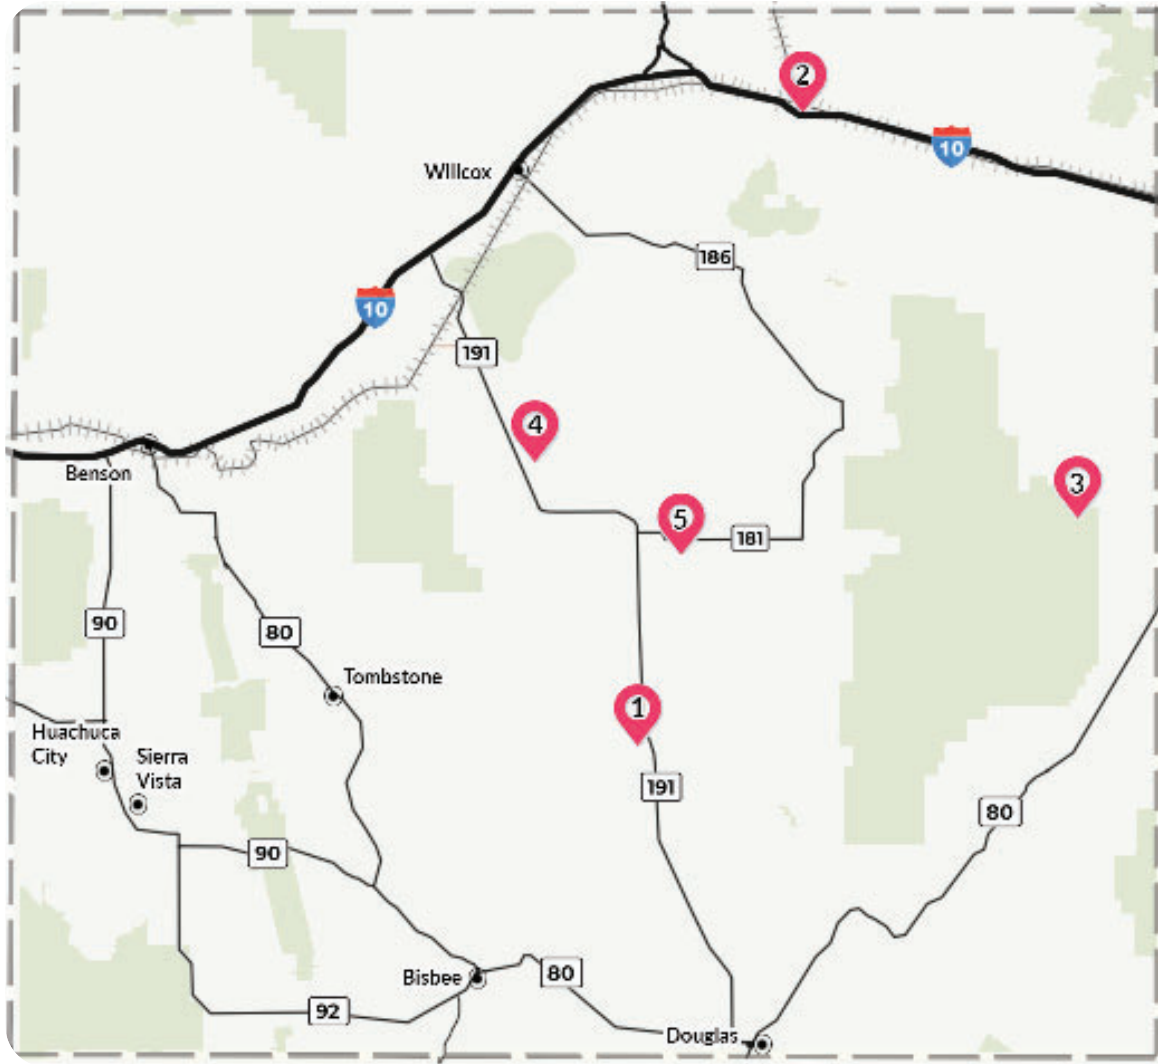 2
10
WIllcox
186
10
191
4
Benson
3
5
181
90
80
Tombstone
1
Huachuca
City
Sierra
Vista
191
80
90
Bisbee
80
92
Douglas